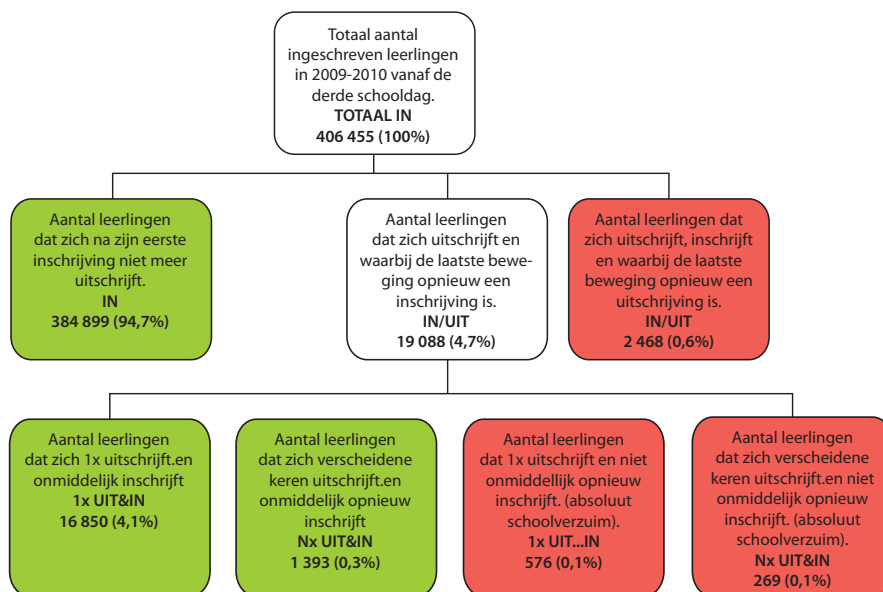 Totaal aantal
ingeschreven leerlingen
in 2009-2010 vanaf de
derde schooldag.
TOTAAL IN
406 455 (100%)
Aantal leerlingen
dat zich na zijn eerste
inschrijving niet meer
uitschrijft.
IN
384 899 (94,7%)
Aantal leerlingen
dat zich uitschrijft en
waarbij de laatste bewe-
ging opnieuw een
inschrijving is.
IN/UIT
19 088 (4,7%)
Aantal leerlingen dat
zich uitschrijft, inschrijft
en waarbij de laatste
beweging opnieuw een
uitschrijving is.
IN/UIT
2 468 (0,6%)
Aantal leerlingen
dat zich 1x uitschrijft.en
onmiddelijk inschrijft
1x UIT&IN
16 850 (4,1%)
Aantal leerlingen
dat zich verscheidene
keren uitschrijft.en
onmiddelijk opnieuw
inschrijft
Nx UIT&IN
1 393 (0,3%)
Aantal leerlingen
dat 1x uitschrijft en niet
onmiddellijk opnieuw
inschrijft. (absoluut
schoolverzuim).
1x UIT...IN
576 (0,1%)
Aantal leerlingen
dat zich verscheidene
keren uitschrijft.en niet
onmiddelijk opnieuw
inschrijft. (absoluut
schoolverzuim).
Nx UIT&IN
269 (0,1%)